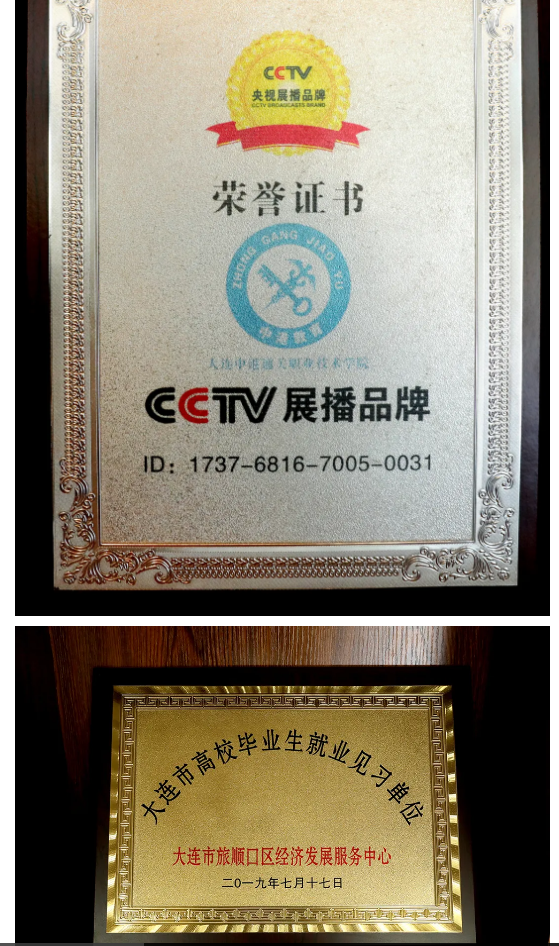 CCTV
央视展播品牌
CCTV BROADCASTS BRAND
荣誉证书
ZHONG GANG JIAO YU
中港教育
大连中港通关职业技术学院
CCTV 展播品牌
ID：1737-6816-7005-0031
大连市高校毕业生就业见习单位
大连市旅顺口区经济发展服务中心
二〇一九年七月十七日